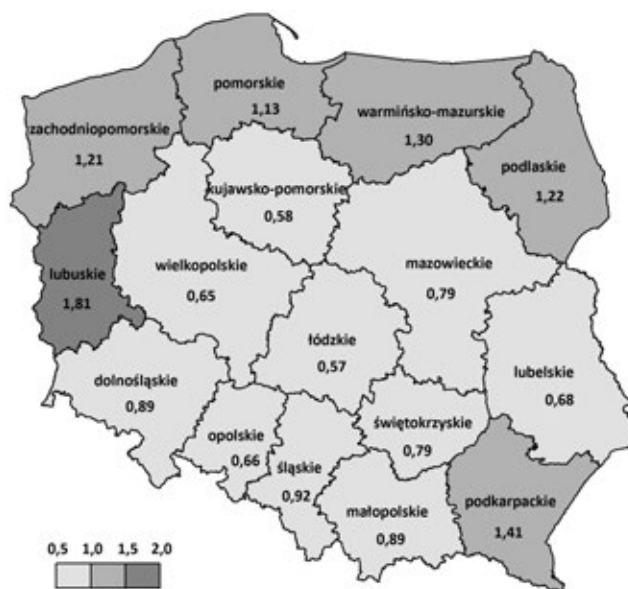 pomorskie
1,13
warmińsko-mazurskie
1,30
zachodniopomorskie
1,21
podlaskie
1,22
kujawsko-pomorskie
0,58
lubuskie
1,81
wielkopolskie
0,65
mazowieckie
0,79
łódzkie
0,57
lubelskie
0,68
dolnośląskie
0,89
opolskie
0,66
śląskie
0,92
świętokrzyskie
0,79
małopolskie
0,89
podkarpackie
1,41
0,5 1,0 1,5 2,0